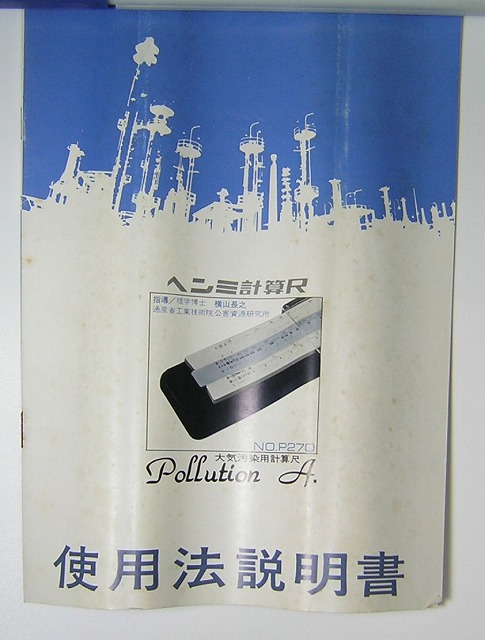 ヘンミ計算尺
指導/理学博士 横山長之
通産省工業技術院公害資源研究所
NO.P270
大気汚染用計算尺
Pollution A.
使用法説明書